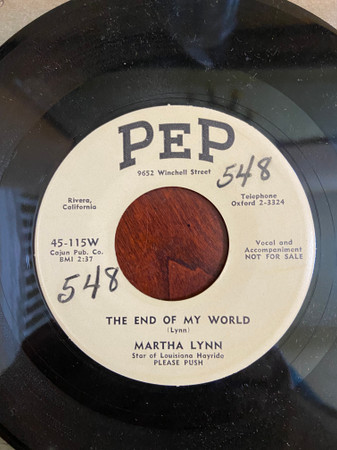 PEP
9652 Winchell Street
548
Rivera,
California
Telephone
Oxford 2-3324
45-115W
Cajun Pub. Co.
BMI 2:37
Vocal and
Accompaniment
NOT FOR SALE
548
THE END OF MY WORLD
(Lynn)
MARTHA LYNN
Star of Louisiana Hayride
PLEASE PUSH